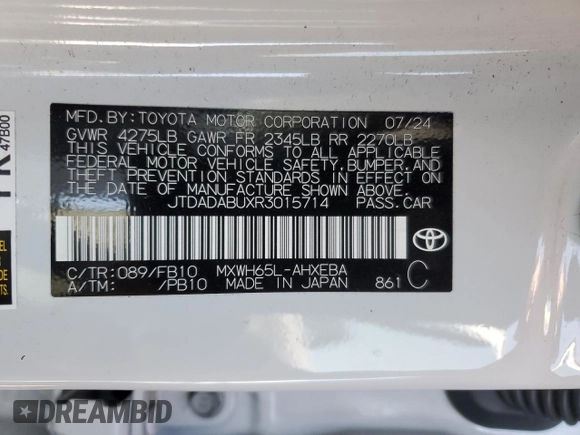 MFD. BY: TOYOTA MOTOR CORPORATION 07/24
GVWR 4275LB GAWR FR 2345LB RR 2270LB
THIS VEHICLE CONFORMS TO ALL APPLICABLE
FEDERAL MOTOR VEHICLE SAFETY, BUMPER, AND
THEFT PREVENTION STANDARDS IN EFFECT ON
THE DATE OF MANUFACTURE SHOWN ABOVE.
JTDADABUXR3015714 PASS. CAR
C/TR: 089/FB10 MXWH65L-AHXEBA
A/TM: /PB10 MADE IN JAPAN 861 C
TOYOTA
47B00
DREAMBID